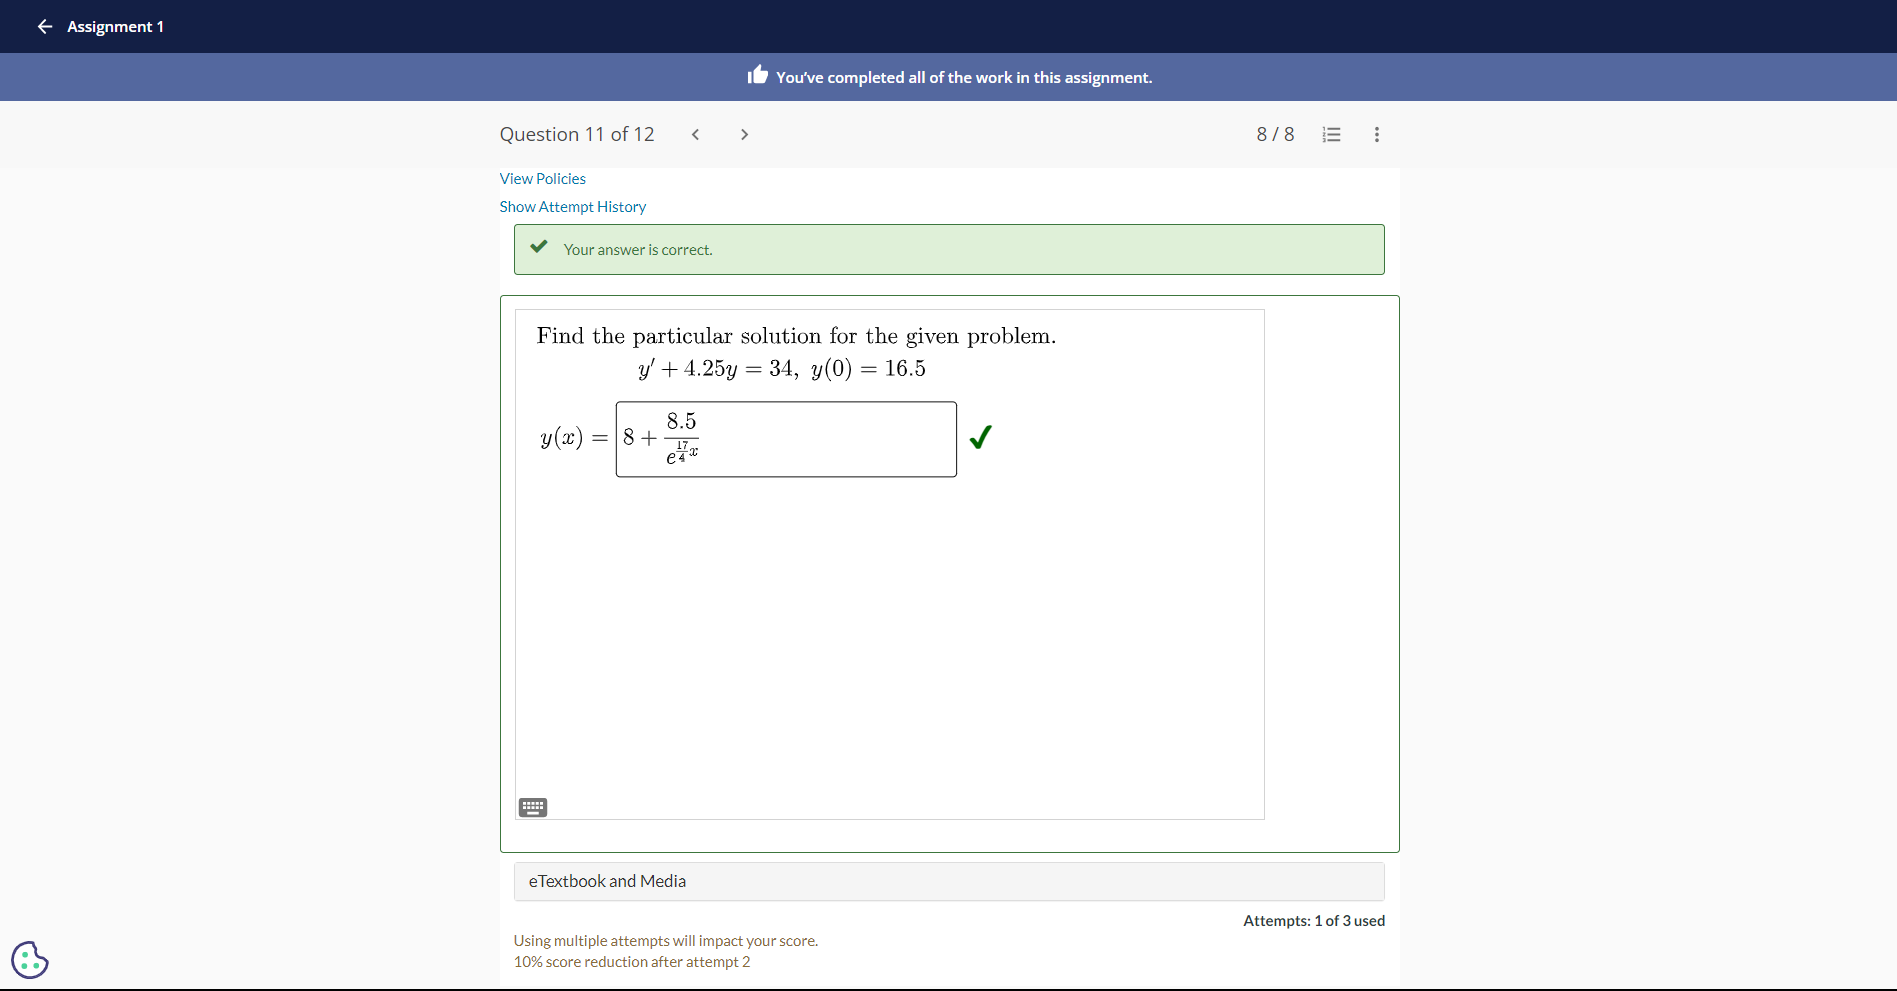 Assignment 1
You've completed all of the work in this assignment.
Question 11 of 12
8 / 8
View Policies
Show Attempt History
Your answer is correct.
Find the particular solution for the given problem.
y′ + 4.25y = 34, y(0) = 16.5
y(x) = 8 + \frac{8.5}{e^{\frac{17}{4}x}}
eTextbook and Media
Attempts: 1 of 3 used
Using multiple attempts will impact your score.
10% score reduction after attempt 2